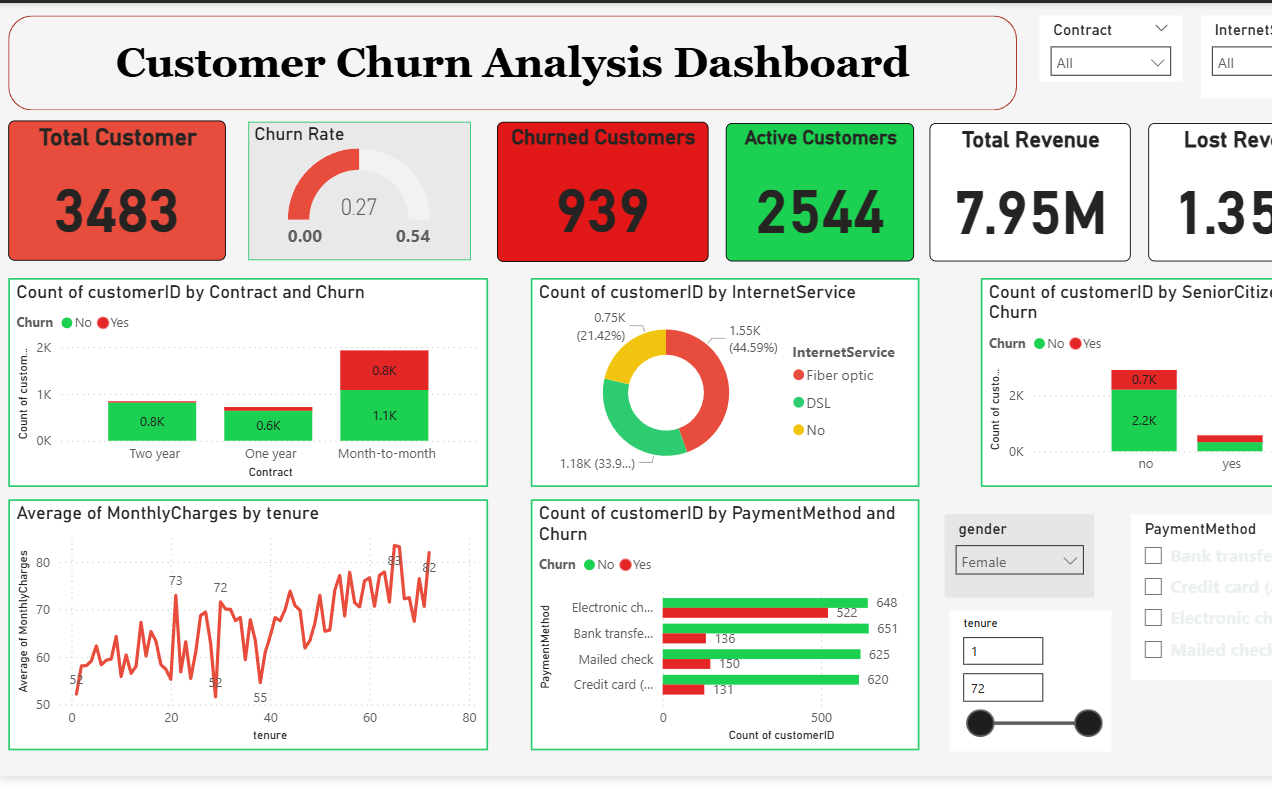 Customer Churn Analysis Dashboard
Contract
All
InternetS
All
Total Customer
3483
Churn Rate
0.27
0.00
0.54
Churned Customers
939
Active Customers
2544
Total Revenue
7.95M
Lost Reve
1.35
Count of customerID by Contract and Churn
Churn No Yes
Count of custom...
2K
1K
0K
0.8K
0.6K
0.8K
1.1K
Two year
One year
Month-to-month
Contract
Count of customerID by InternetService
0.75K
(21.42%)
1.55K
(44.59%)
1.18K (33.9...)
InternetService
Fiber optic
DSL
No
Count of customerID by SeniorCitize
Churn
Churn No Yes
Count of custo...
2K
0K
0.7K
2.2K
no
yes
Average of MonthlyCharges by tenure
Average of MonthlyCharges
80
70
60
50
52
73
52
72
55
83
82
0
20
40
60
80
tenure
Count of customerID by PaymentMethod and
Churn
Churn No Yes
PaymentMethod
Electronic ch...
648
522
Bank transfe...
651
136
Mailed check
625
150
Credit card (...
620
131
0
500
Count of customerID
gender
Female
tenure
1
72
PaymentMethod
Bank transfe
Credit card (a
Electronic ch
Mailed check